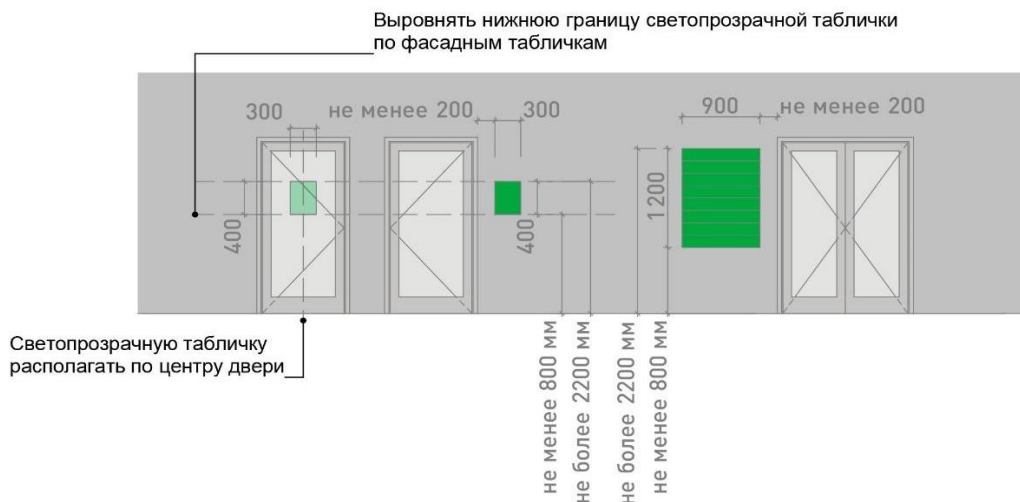 Выровнять нижнюю границу светопрозрачной таблички
по фасадным табличкам
300
не менее 200
300
900
не менее 200
400
400
1200
Светопрозрачную табличку
располагать по центру двери
не менее 800 мм
не более 2200 мм
не более 2200 мм
не менее 800 мм